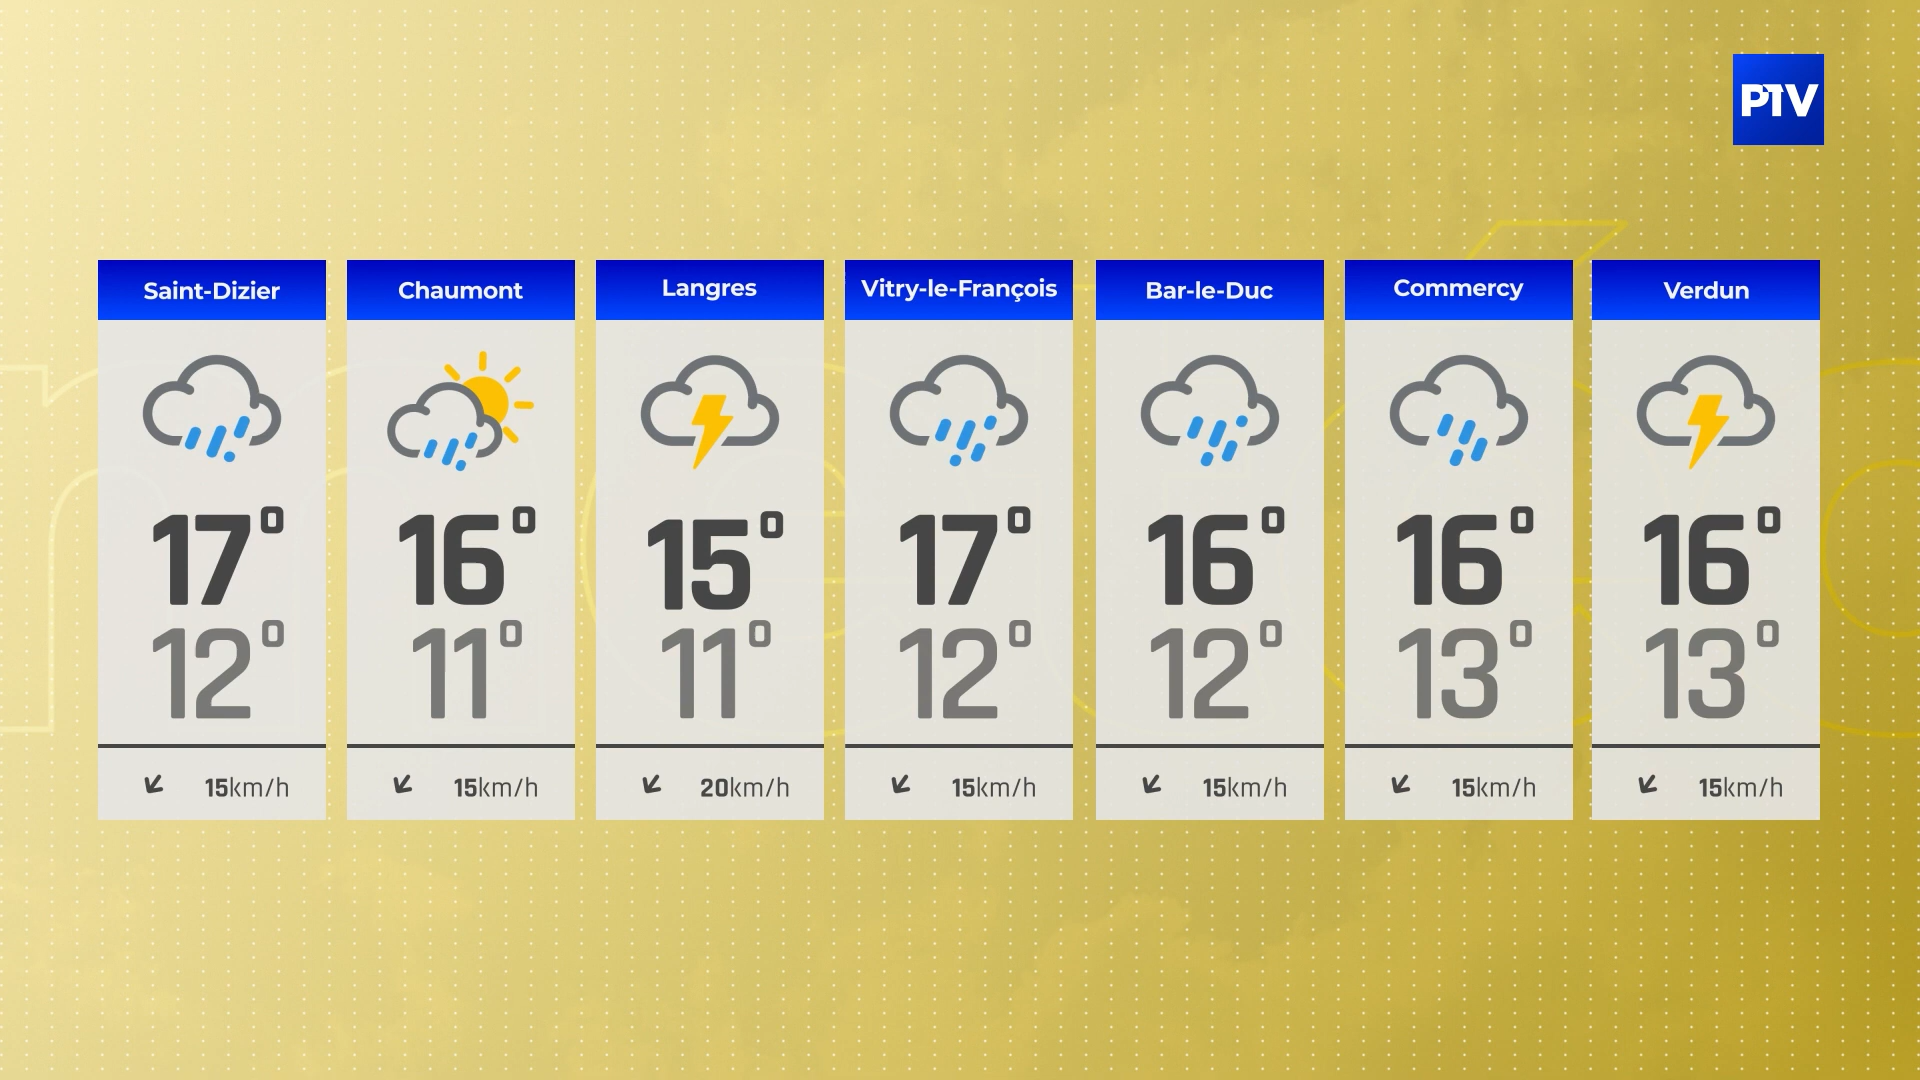 PTV
Saint-Dizier
17°
12°
15km/h
Chaumont
16°
11°
15km/h
Langres
15°
11°
20km/h
Vitry-le-François
17°
12°
15km/h
Bar-le-Duc
16°
12°
15km/h
Commercy
16°
13°
15km/h
Verdun
16°
13°
15km/h